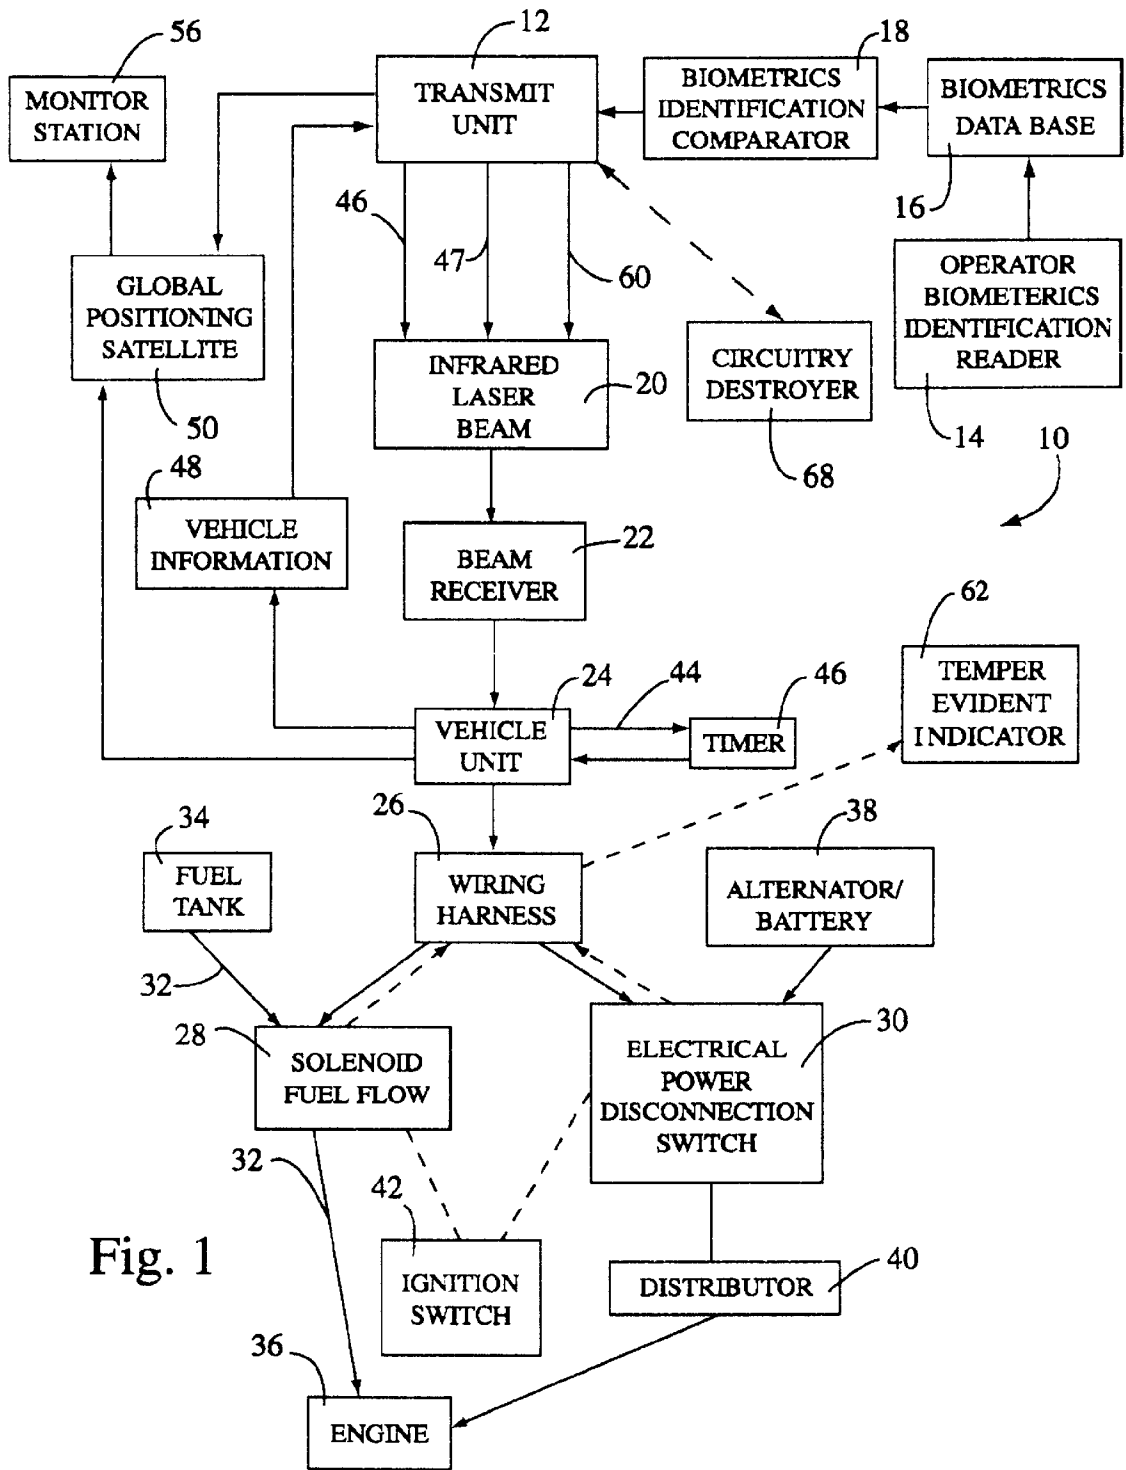 56
12
18
MONITOR
STATION
TRANSMIT
UNIT
BIOMETRICS
IDENTIFICATION
COMPARATOR
BIOMETRICS
DATA BASE
16
46
47
60
GLOBAL
POSITIONING
SATELLITE
50
OPERATOR
BIOMETERICS
IDENTIFICATION
READER
14
INFRARED
LASER
BEAM
20
CIRCUITRY
DESTROYER
68
10
48
VEHICLE
INFORMATION
BEAM
RECEIVER
22
62
TEMPER
EVIDENT
INDICATOR
24
44
46
VEHICLE
UNIT
TIMER
34
26
38
FUEL
TANK
WIRING
HARNESS
ALTERNATOR/
BATTERY
32
28
SOLENOID
FUEL FLOW
30
ELECTRICAL
POWER
DISCONNECTION
SWITCH
32
42
Fig. 1
IGNITION
SWITCH
DISTRIBUTOR
40
36
ENGINE